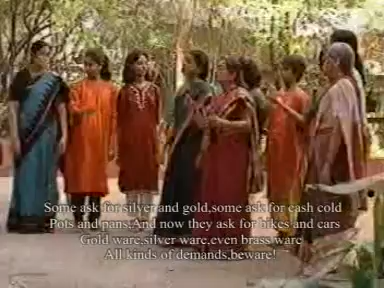 Some ask for silver and gold,some ask for cash cold
Pots and pans,And now they ask for bikes and cars
Gold ware,silver ware,even brass ware
All kinds of demands,beware!